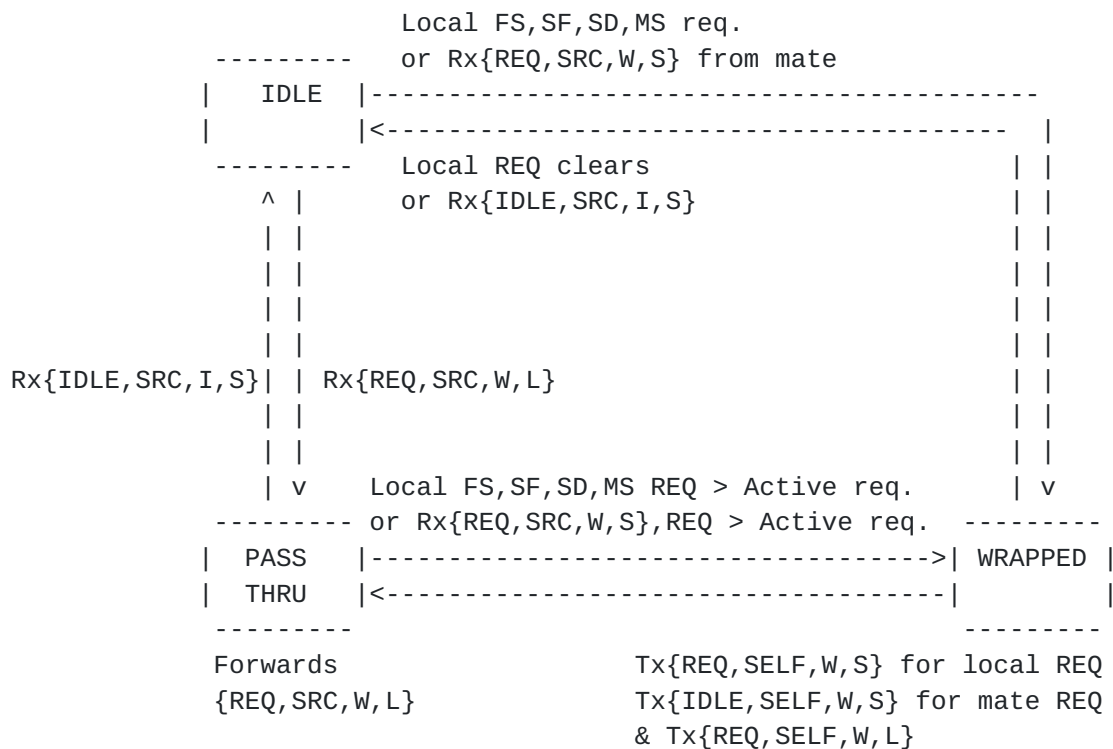 Local FS,SF,SD,MS req.
or Rx{REQ,SRC,W,S} from mate
IDLE
Local REQ clears
or Rx{IDLE,SRC,I,S}
Rx{IDLE,SRC,I,S} Rx{REQ,SRC,W,L}
Local FS,SF,SD,MS REQ > Active req.
or Rx{REQ,SRC,W,S},REQ > Active req.
PASS WRAPPED
THRU
Forwards Tx{REQ,SELF,W,S} for local REQ
{REQ,SRC,W,L} Tx{IDLE,SELF,W,S} for mate REQ
& Tx{REQ,SELF,W,L}